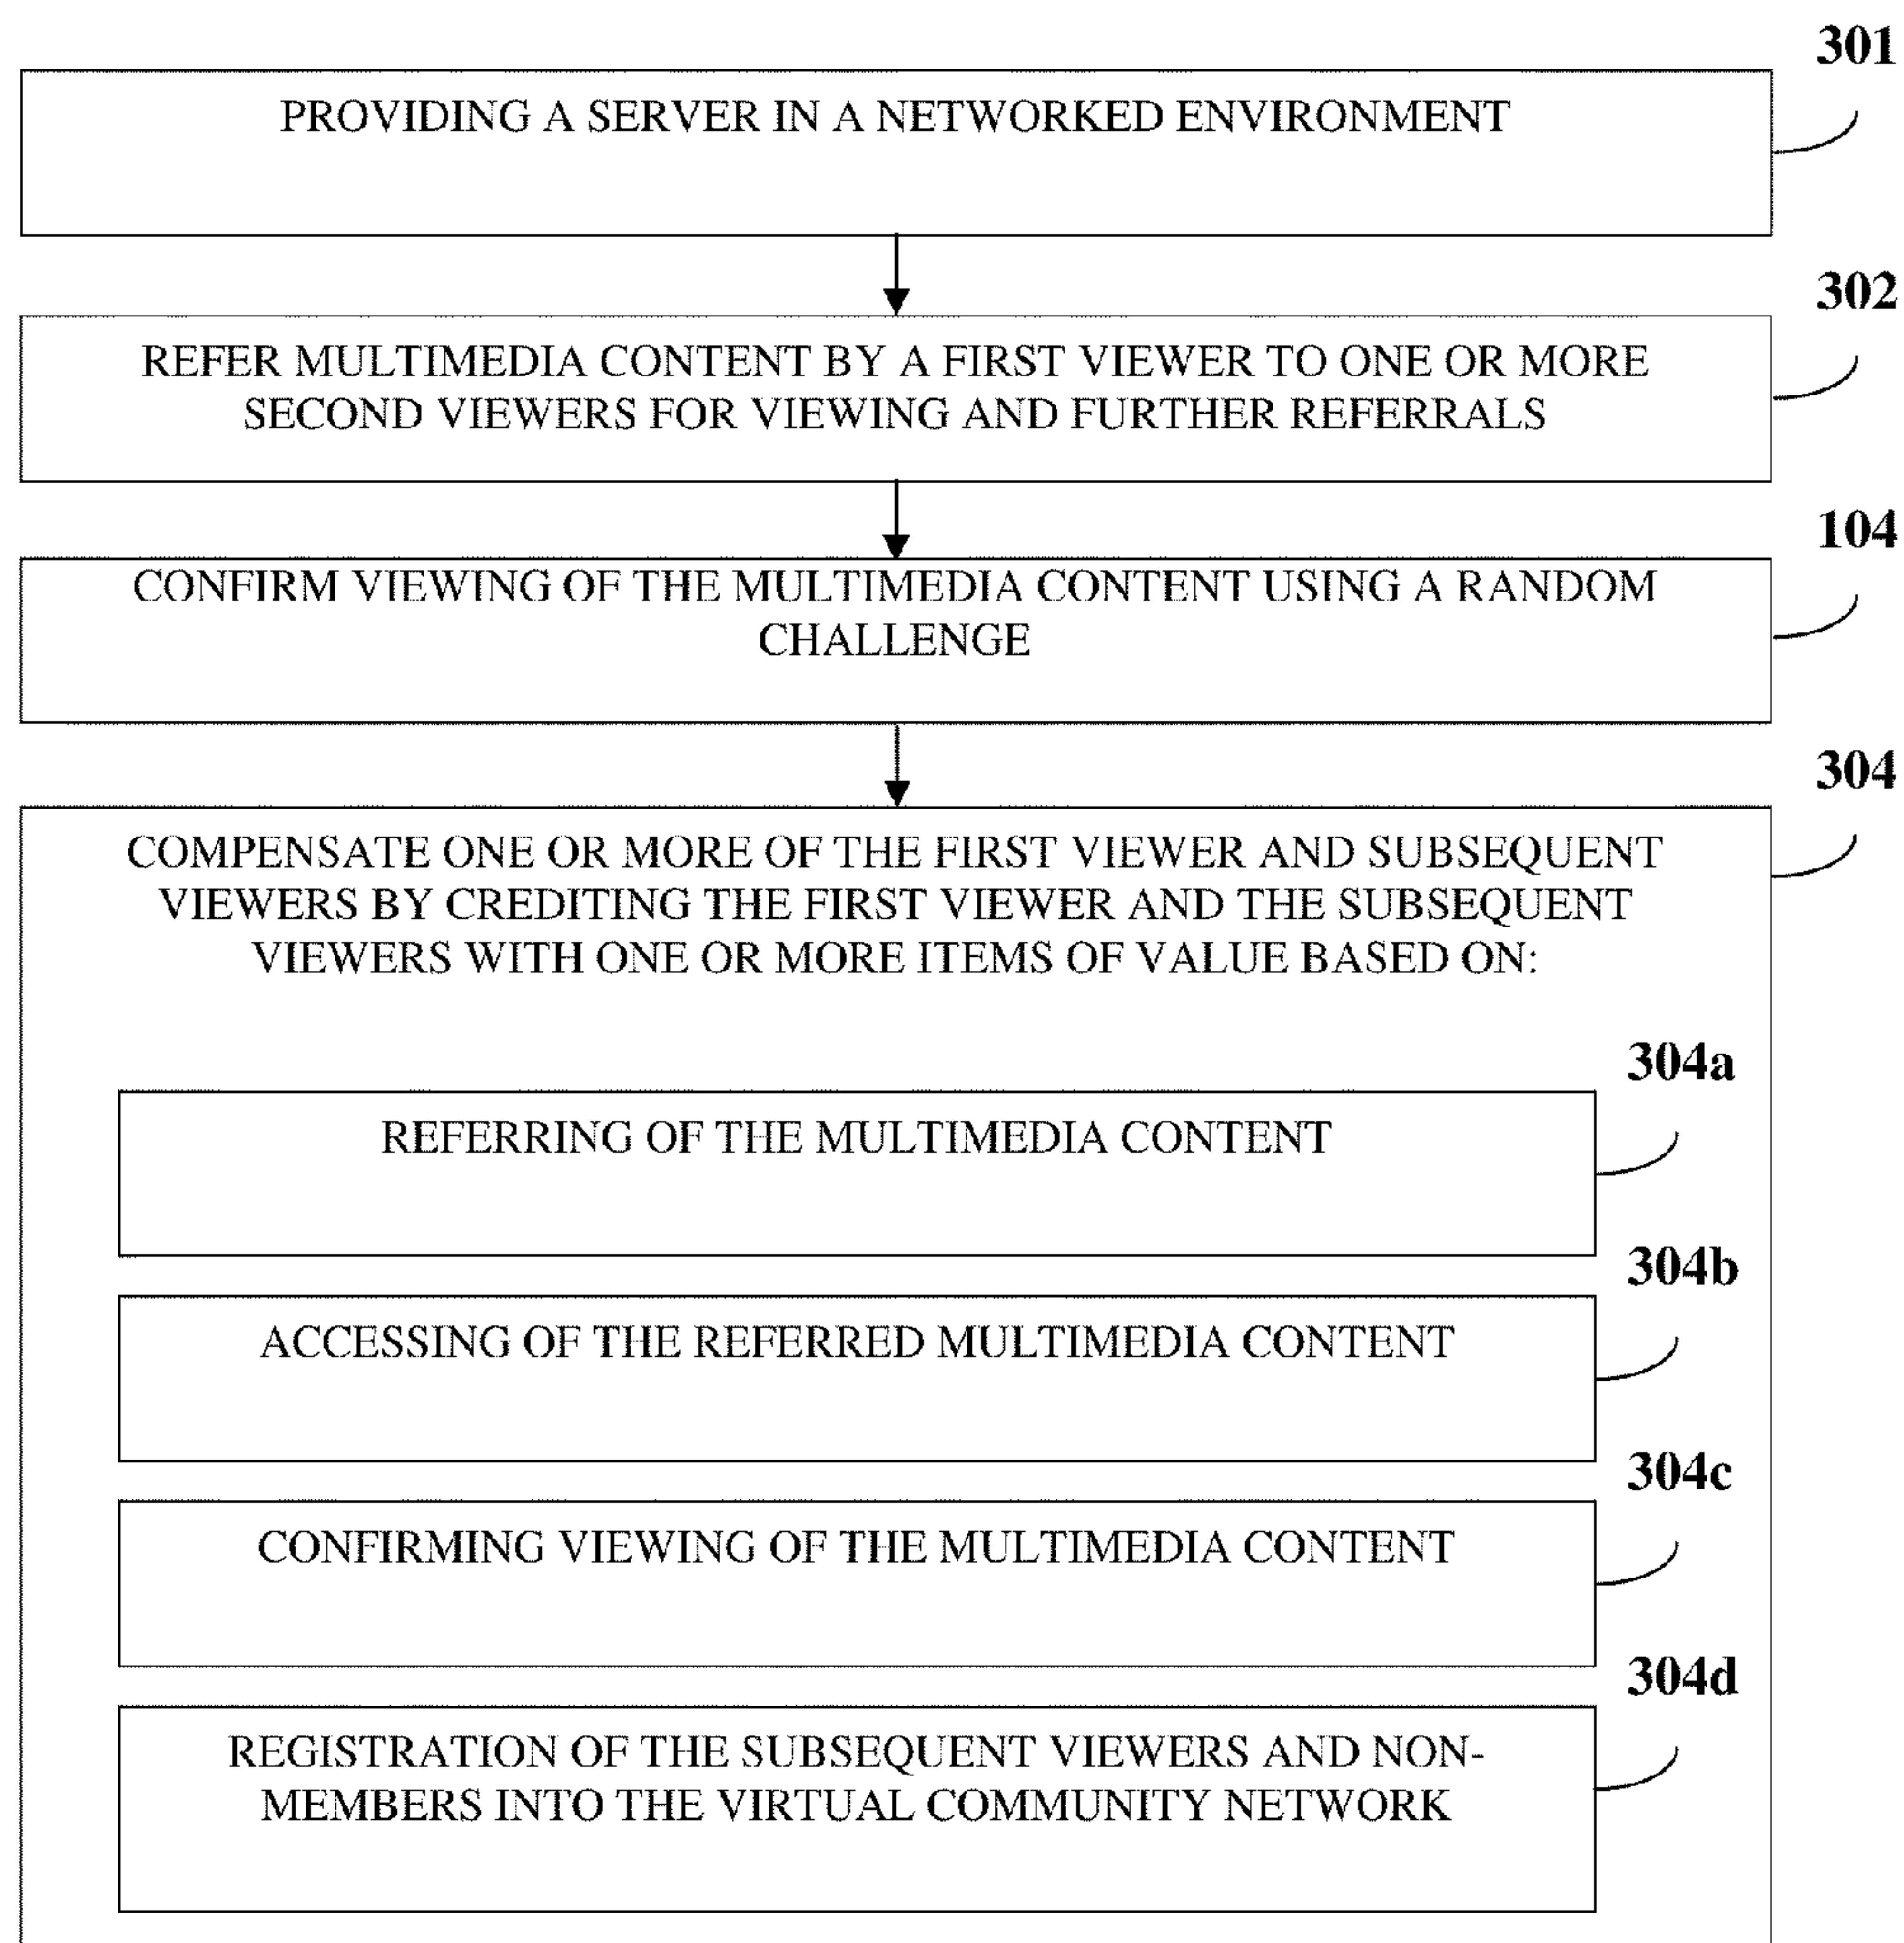 301
PROVIDING A SERVER IN A NETWORKED ENVIRONMENT
302
REFER MULTIMEDIA CONTENT BY A FIRST VIEWER TO ONE OR MORE
SECOND VIEWERS FOR VIEWING AND FURTHER REFERRALS
104
CONFIRM VIEWING OF THE MULTIMEDIA CONTENT USING A RANDOM
CHALLENGE
304
COMPENSATE ONE OR MORE OF THE FIRST VIEWER AND SUBSEQUENT
VIEWERS BY CREDITING THE FIRST VIEWER AND THE SUBSEQUENT
VIEWERS WITH ONE OR MORE ITEMS OF VALUE BASED ON:
304a
REFERRING OF THE MULTIMEDIA CONTENT
304b
ACCESSING OF THE REFERRED MULTIMEDIA CONTENT
304c
CONFIRMING VIEWING OF THE MULTIMEDIA CONTENT
304d
REGISTRATION OF THE SUBSEQUENT VIEWERS AND NON-
MEMBERS INTO THE VIRTUAL COMMUNITY NETWORK